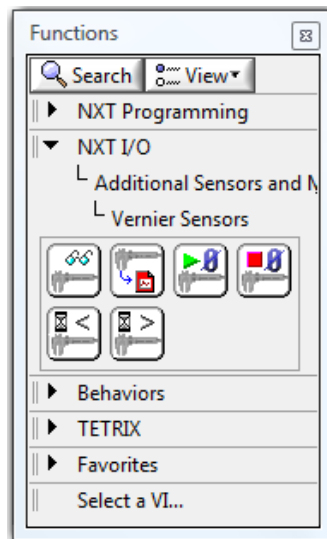 Functions
Search View
NXT Programming
NXT I/O
Additional Sensors and
Vernier Sensors
< >
Behaviors
TETRIX
Favorites
Select a VI...